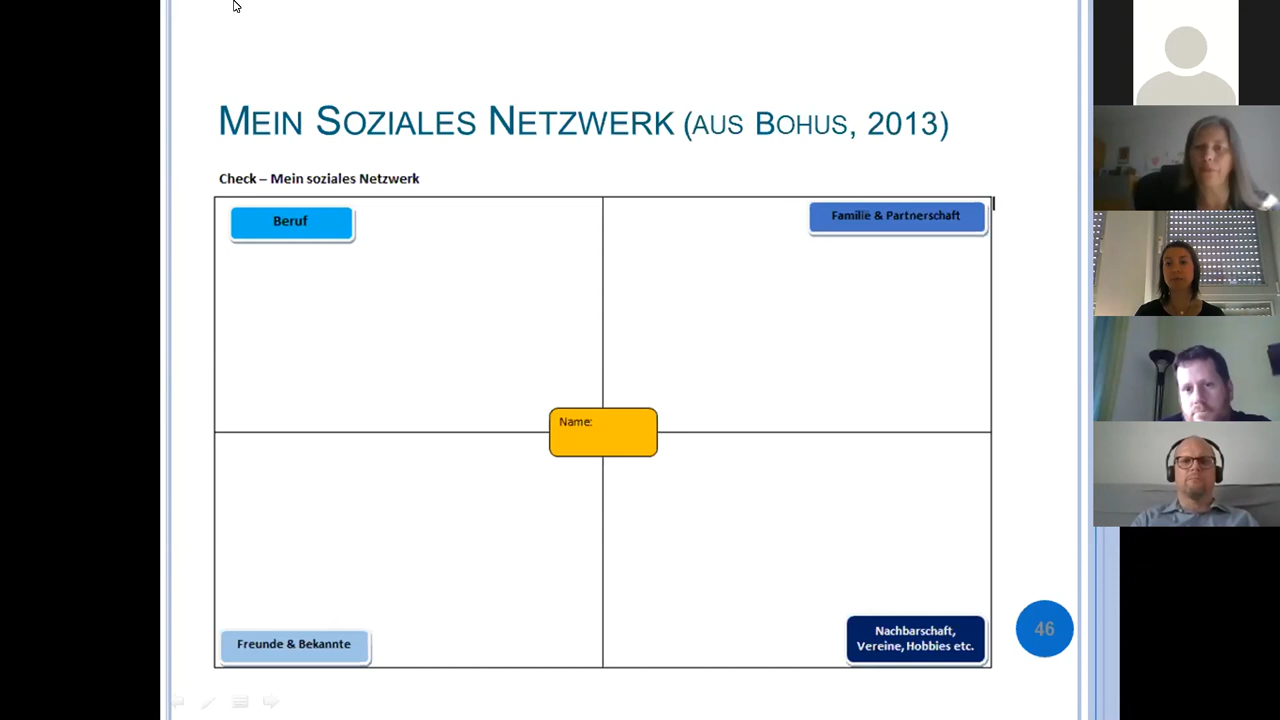 MEIN SOZIALES NETZWERK (AUS BOHUS, 2013)
Check – Mein soziales Netzwerk
Beruf
Familie & Partnerschaft
Name:
Freunde & Bekannte
Nachbarschaft,
Vereine, Hobbies etc.
46